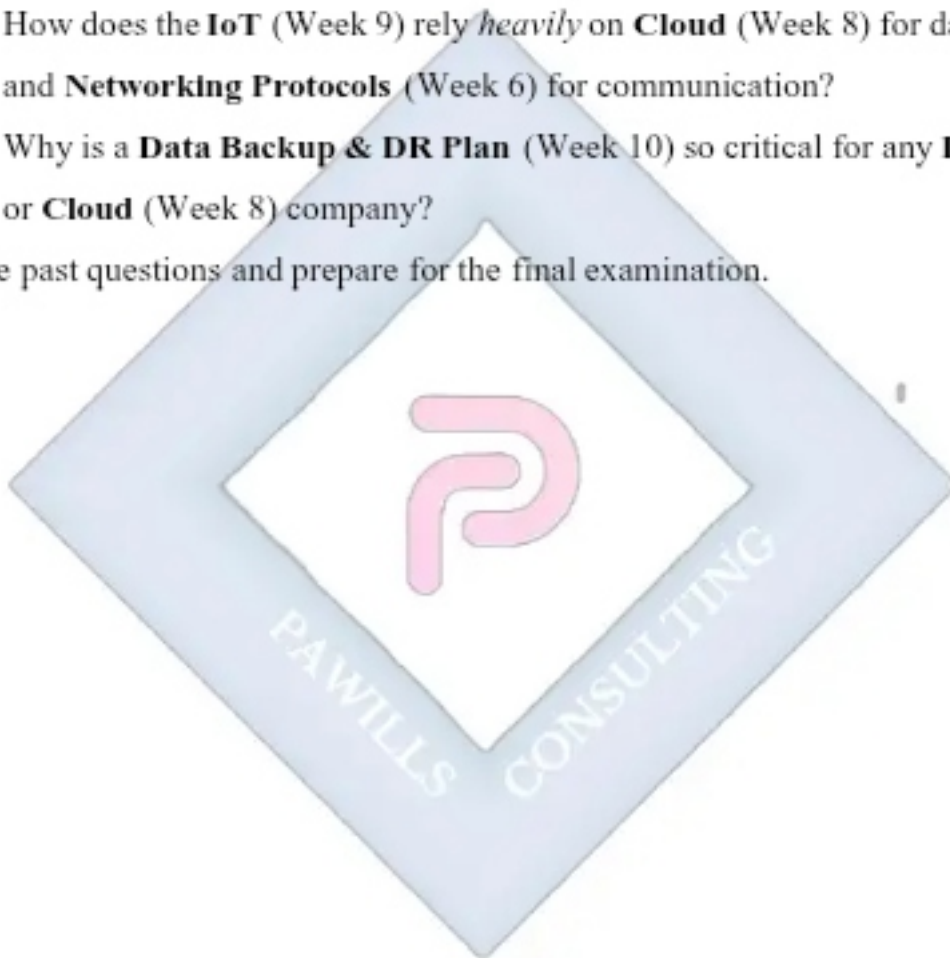 How does the IoT (Week 9) rely heavily on Cloud (Week 8) for
and Networking Protocols (Week 6) for communication?
Why is a Data Backup & DR Plan (Week 10) so critical for any
or Cloud (Week 8) company?
past questions and prepare for the final examination.
PAWILLS CONSULTING